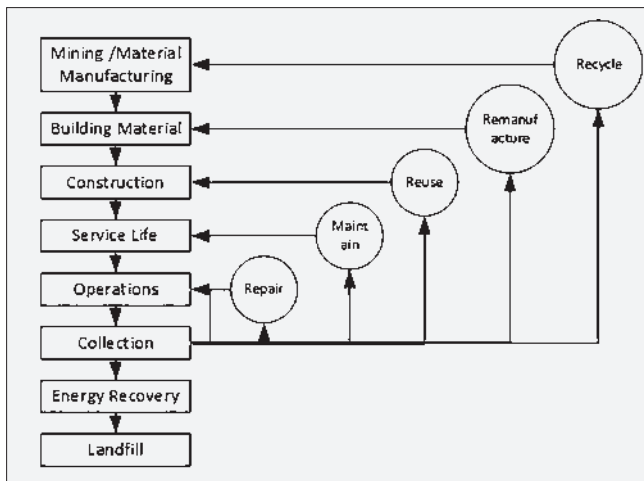 Mining /Material
Manufacturing
Recycle
Building Material
Remanuf
acture
Construction
Reuse
Service Life
Maint
ain
Operations
Repair
Collection
Energy Recovery
Landfill